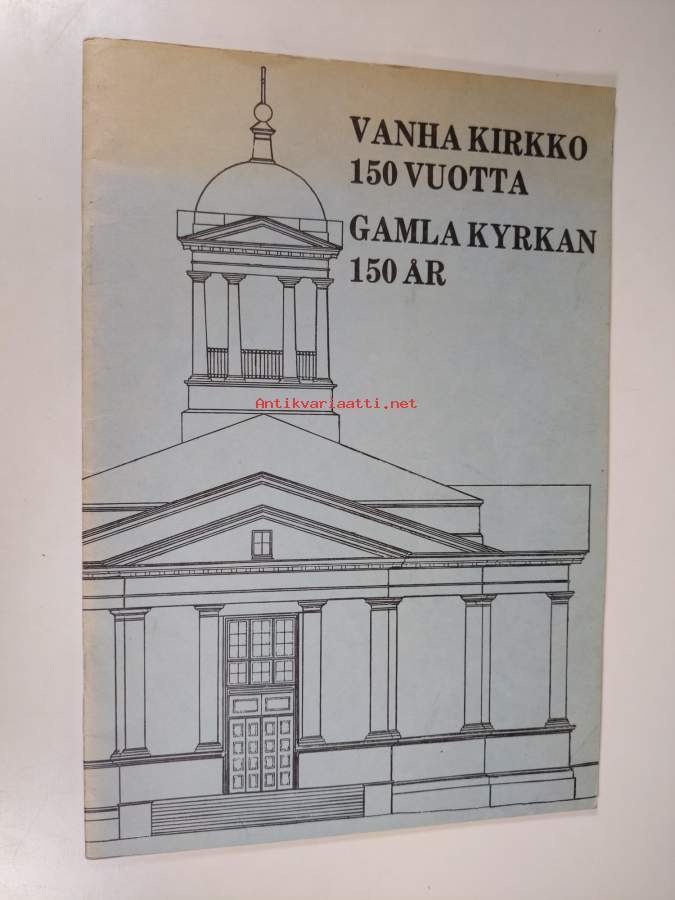 VANHA KIRKKO
150 VUOTTA
GAMLA KYRKAN
150 ÅR
Antikvariaatti.net